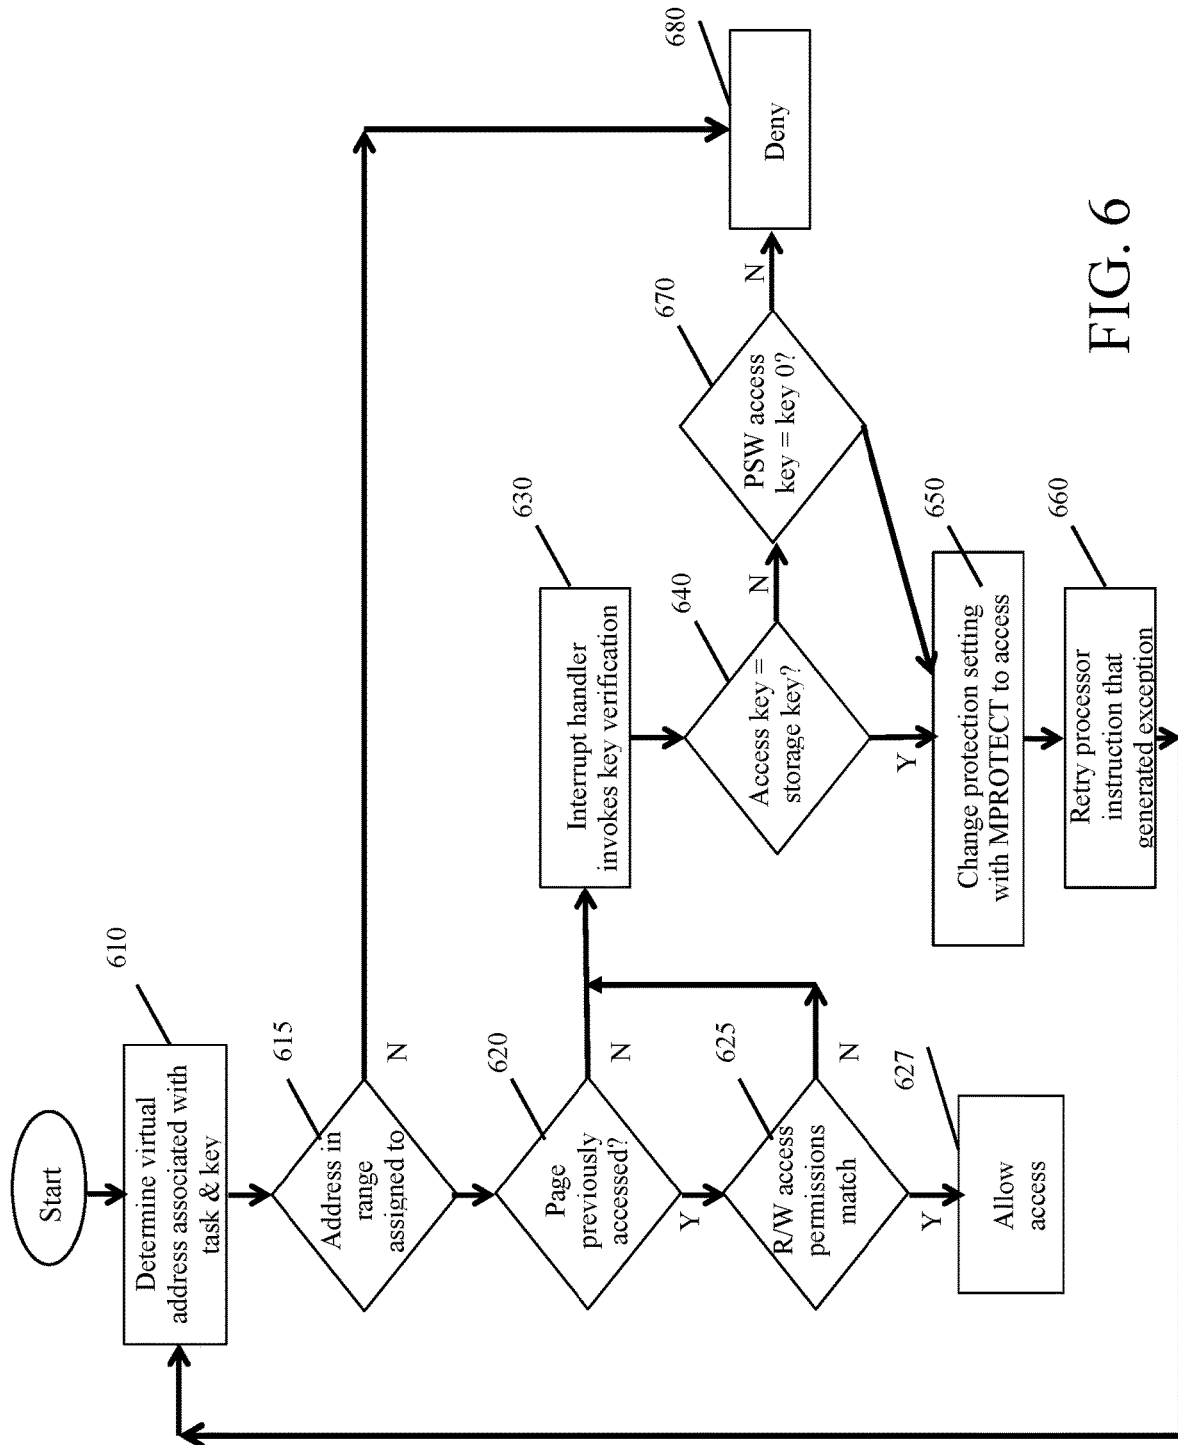 Start
610
Determine virtual
address associated with
task & key
615
Address in
range
assigned to
N
620
Page
previously
accessed?
N
Y
625
R/W access
permissions
match
N
Y
627
Allow
access
630
Interrupt handler
invokes key verification
640
Access key =
storage key?
N
Y
650
Change protection setting
with MPROTECT to access
660
Retry processor
instruction that
generated exception
670
PSW access
key = key 0?
N
680
Deny
FIG. 6